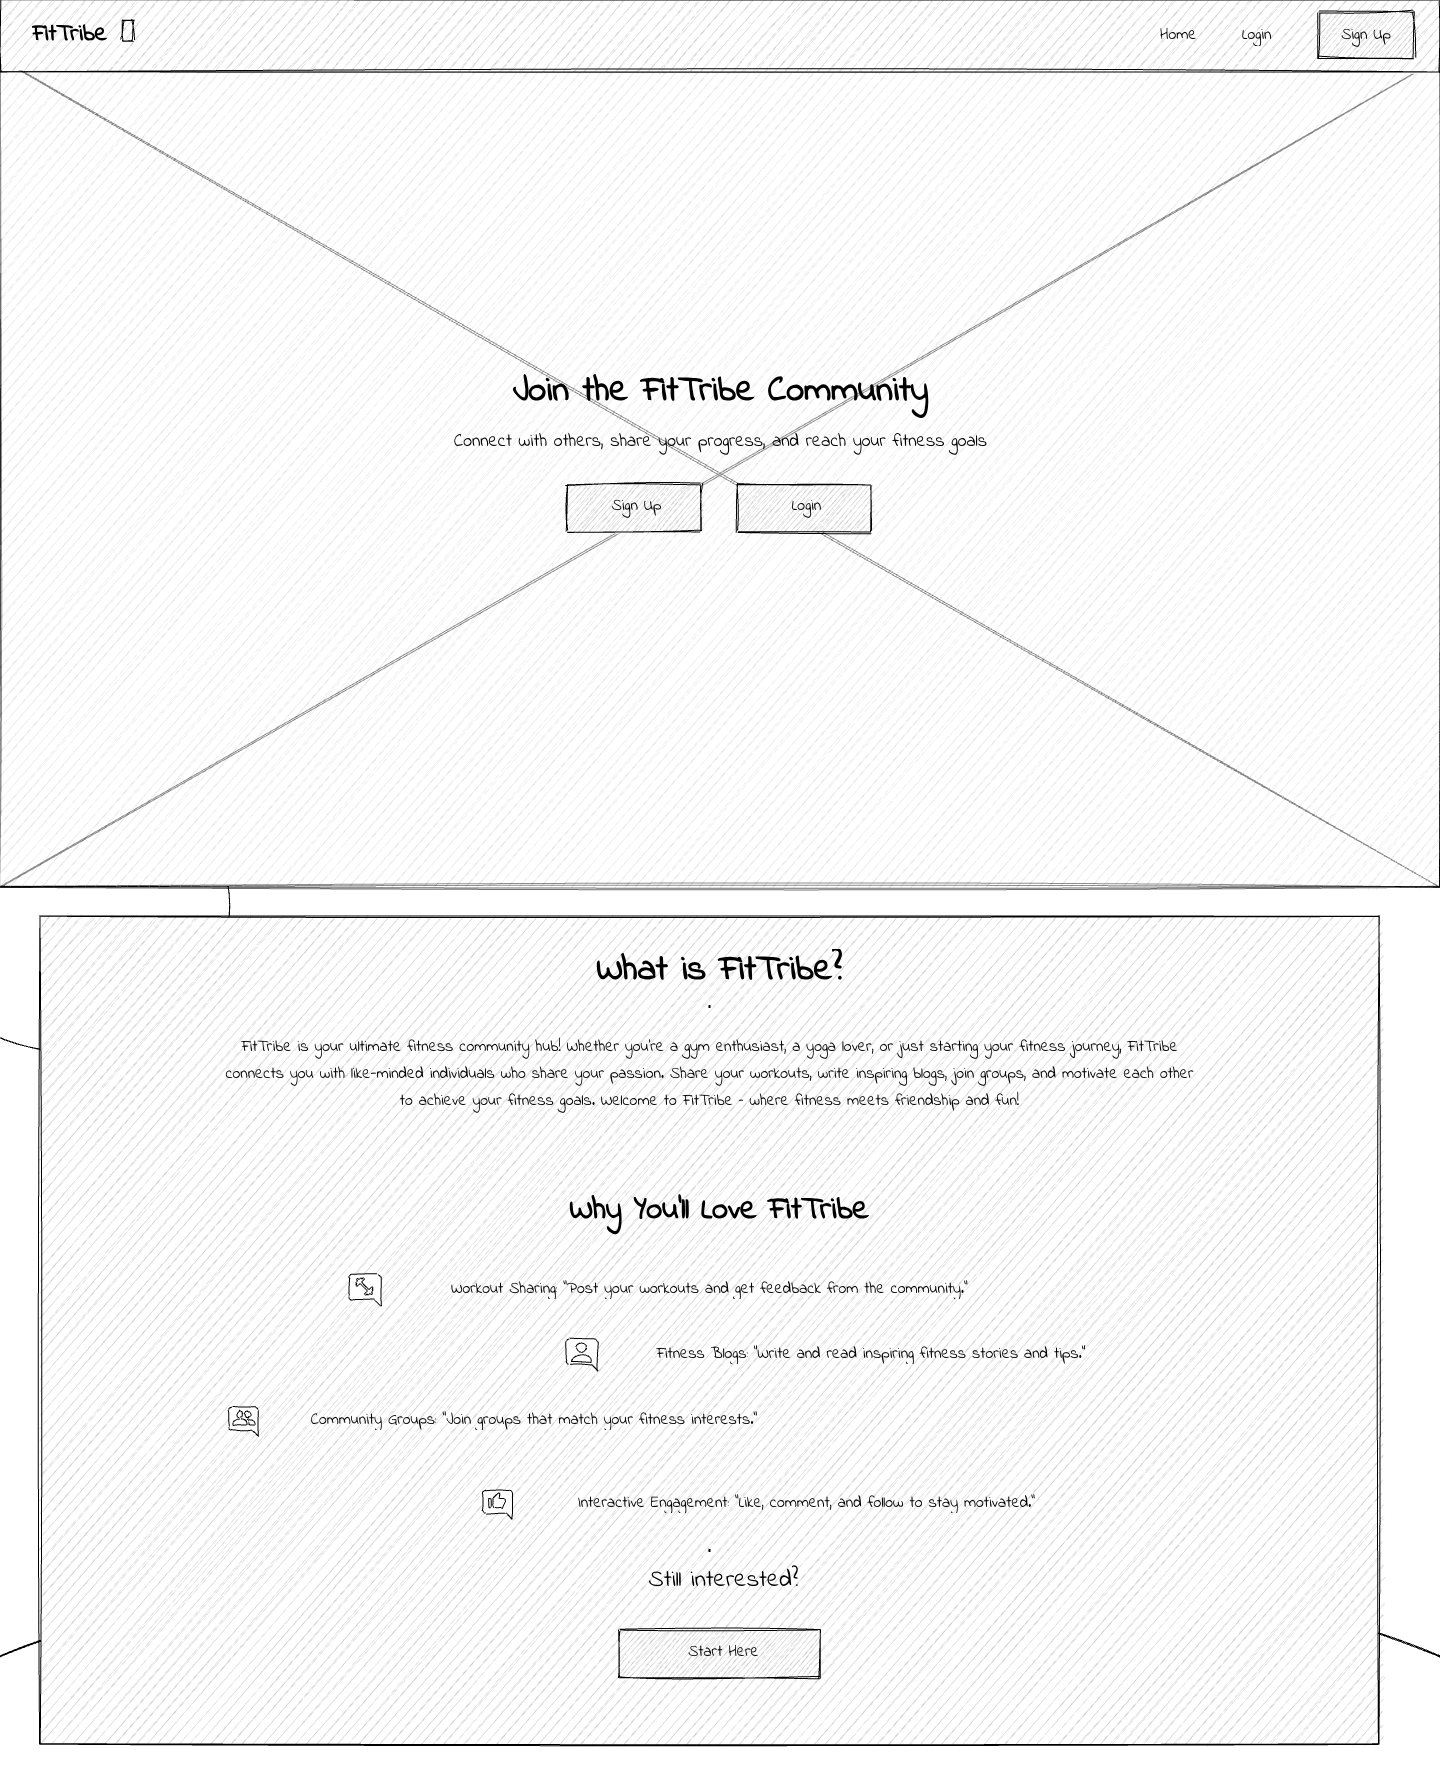 FitTribe
Home
Login
Sign Up
Join the FitTribe Community
Connect with others, share your progress, and reach your fitness goals
Sign Up
Login
What is FitTribe?
.
FitTribe is your ultimate fitness community hub! Whether you're a gym enthusiast, a yoga lover, or just starting your fitness journey, FitTribe
connects you with like-minded individuals who share your passion. Share your workouts, write inspiring blogs, join groups, and motivate each other
to achieve your fitness goals. Welcome to FitTribe - where fitness meets friendship and fun!
Why You'll Love FitTribe
Workout Sharing "Post your workouts and get feedback from the community."
Fitness Blogs: "Write and read inspiring fitness stories and tips."
Community Groups: "Join groups that match your fitness interests."
Interactive Engagement: "Like, comment, and follow to stay motivated."
.
Still interested?
Start Here